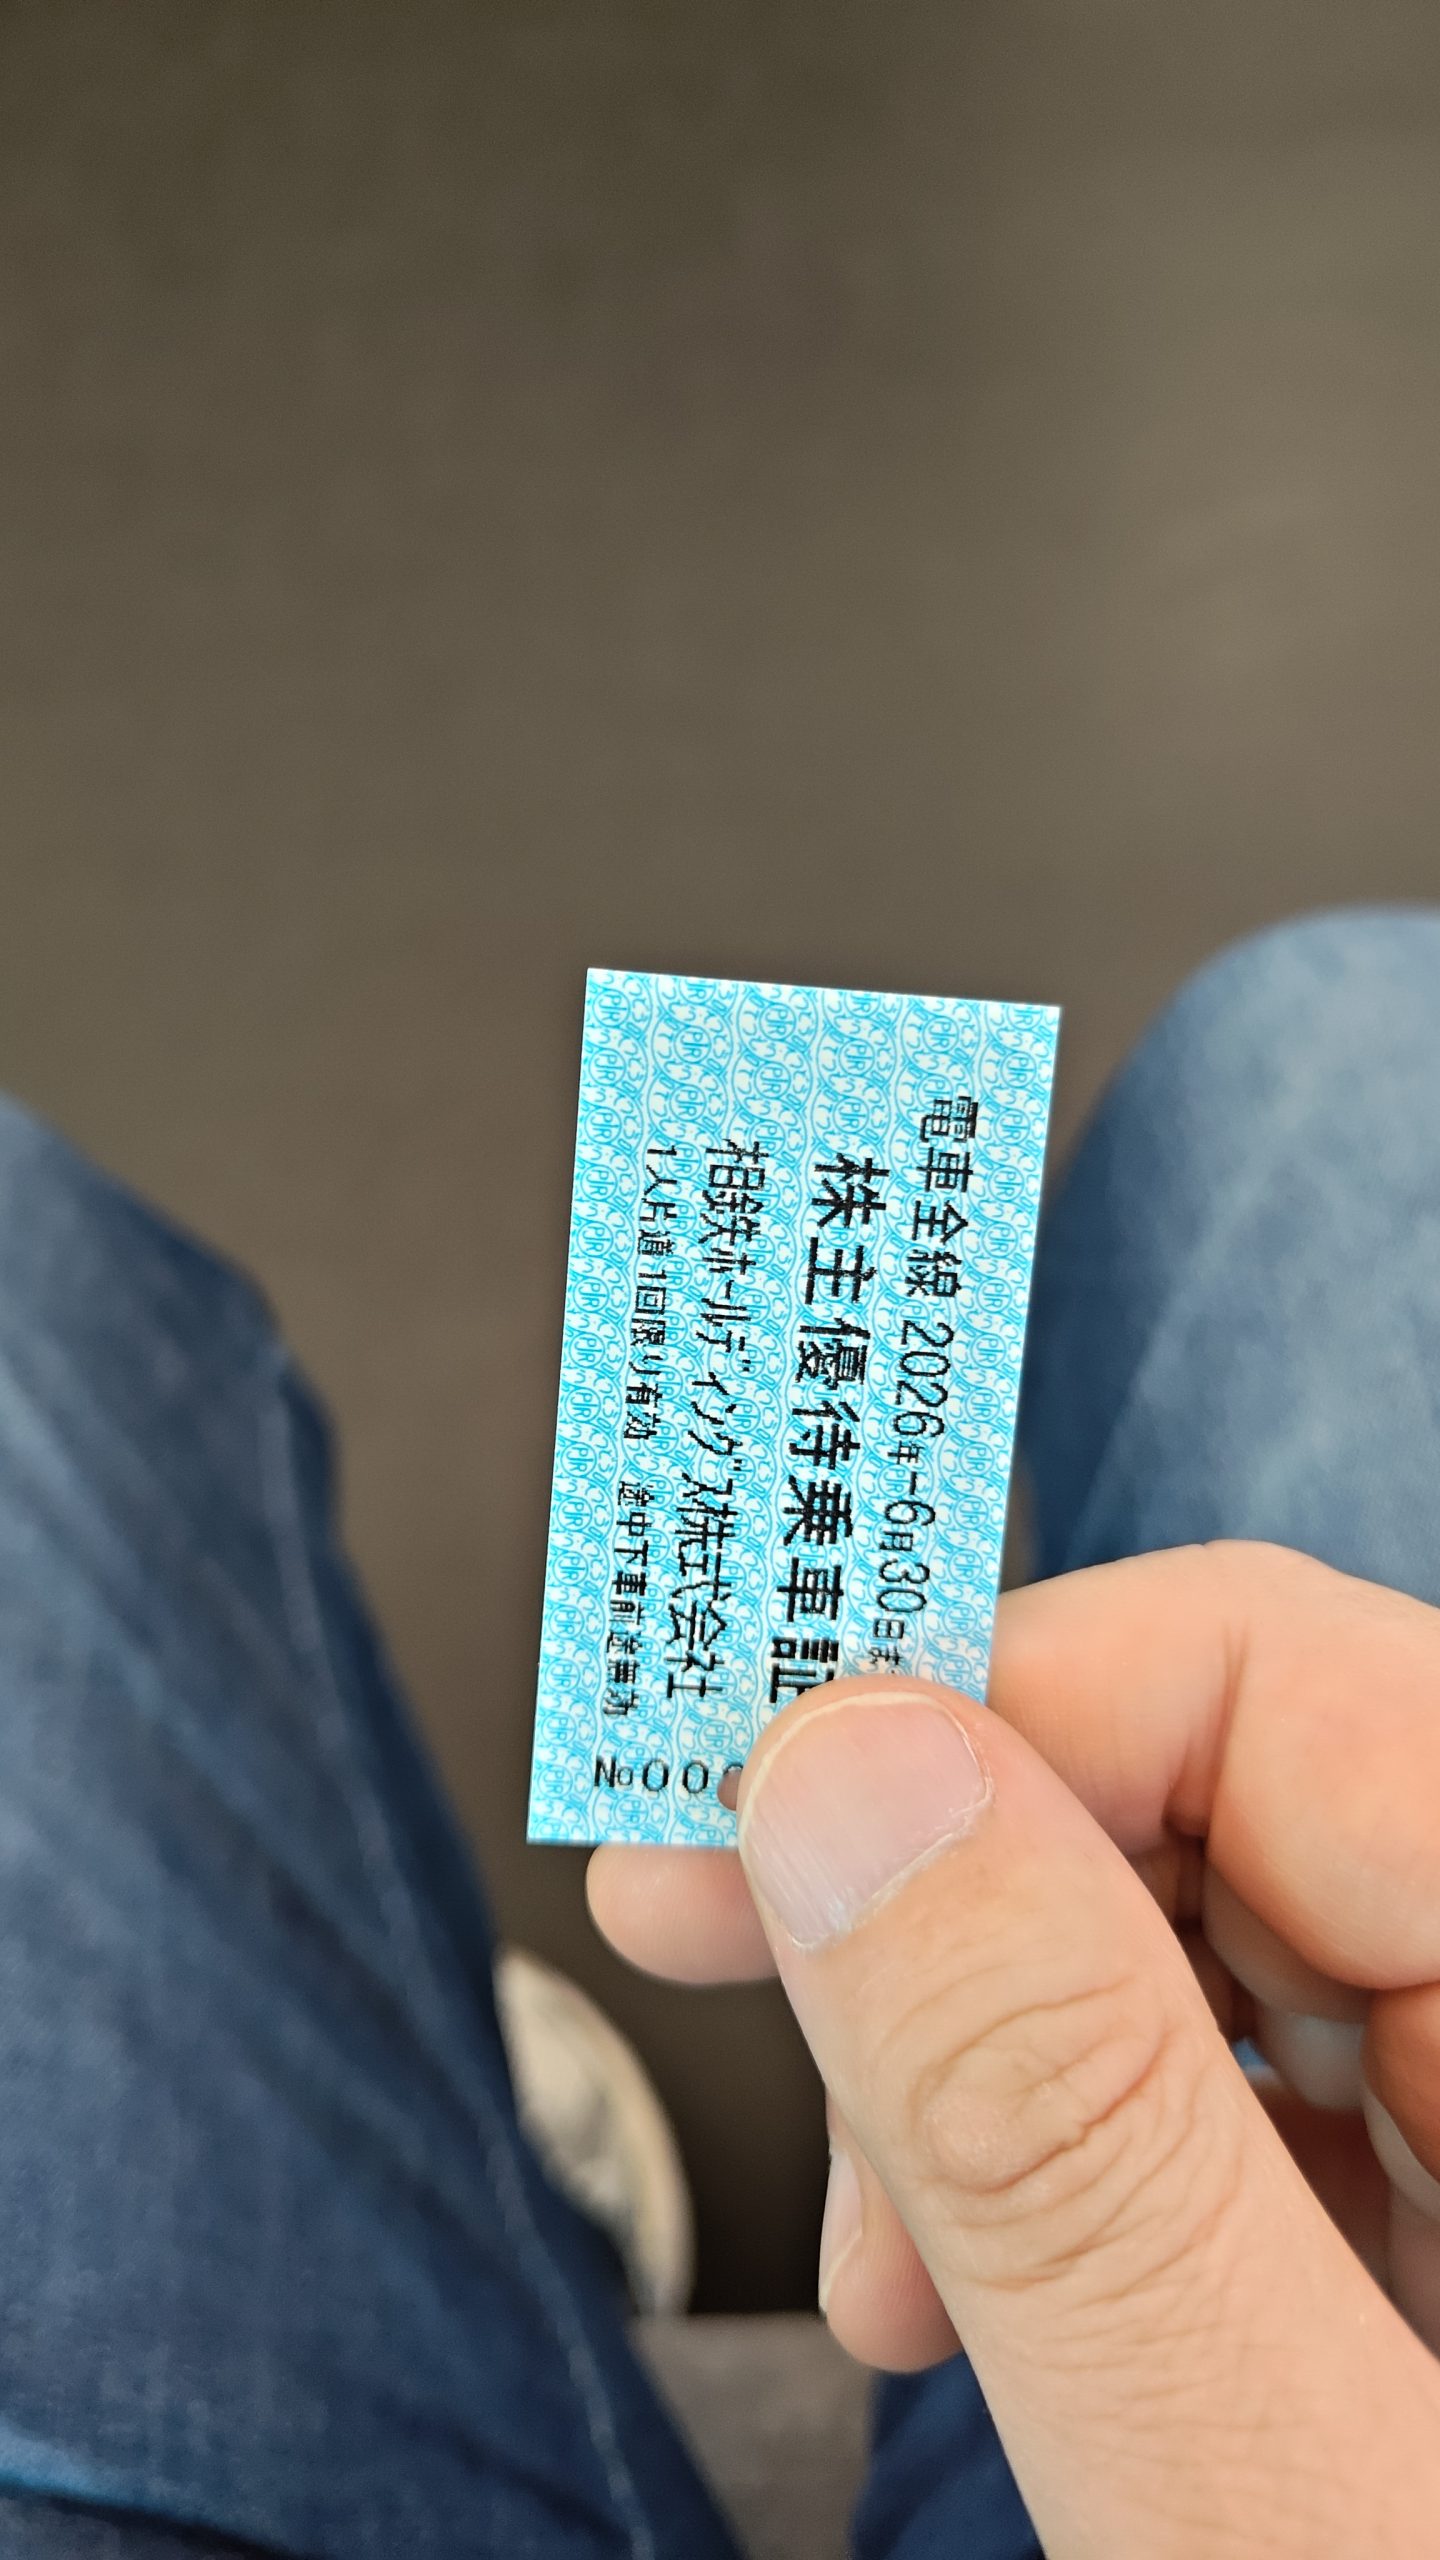 電車全線 2026年-6月30日ま
株主優待乗車証
相鉄ホールディングス株式会社
1人片道1回限り有効 途中下車前途無効
№00